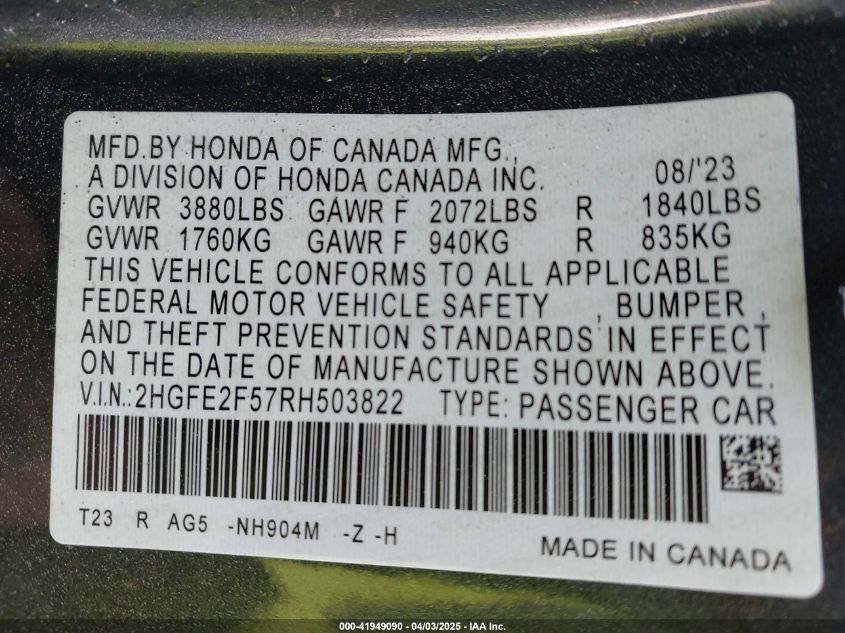 MFD.BY HONDA OF CANADA MFG.,
A DIVISION OF HONDA CANADA INC. 08/'23
GVWR 3880LBS GAWR F 2072LBS R 1840LBS
GVWR 1760KG GAWR F 940KG R 835KG
THIS VEHICLE CONFORMS TO ALL APPLICABLE
FEDERAL MOTOR VEHICLE SAFETY , BUMPER ,
AND THEFT PREVENTION STANDARDS IN EFFECT
ON THE DATE OF MANUFACTURE SHOWN ABOVE.
V.I.N.:2HGFE2F57RH503822 TYPE: PASSENGER CAR
T23 R AG5 -NH904M -Z -H
MADE IN CANADA
000-41949090 - 04/03/2025 - IAA Inc.